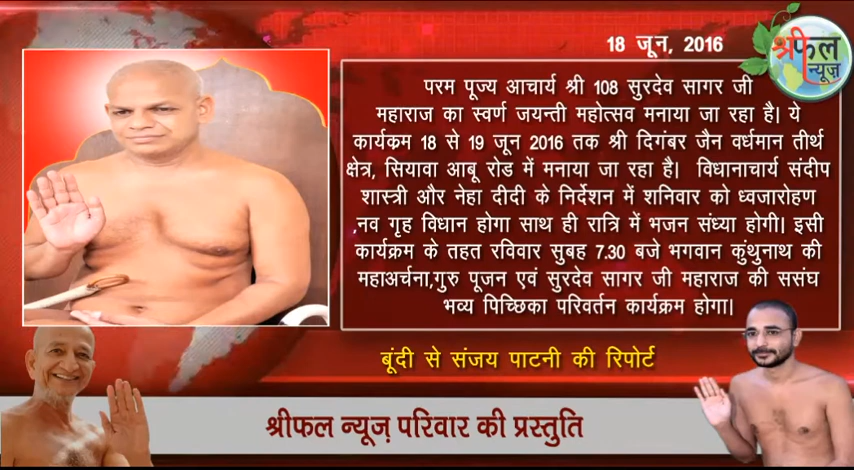 18 जून, 2016
श्रीफल
न्यूज़
परम पूज्य आचार्य श्री 108 सुरदेव सागर जी
महाराज का स्वर्ण जयन्ती महोत्सव मनाया जा रहा है। ये
कार्यकम 18 से 19 जून 2016 तक श्री दिगंबर जैन वर्धमान तीर्थ
क्षेत्र, सियावा आबू रोड में मनाया जा रहा है। विधानाचार्य संदीप
शास्त्री और नेहा दीदी के निर्देशन में शनिवार को ध्वजारोहण
,नव गृह विधान होगा साथ ही रात्रि में भजन संध्या होगी। इसी
कार्यक्रम के तहत रविवार सुबह 7.30 बजे भगवान कुंथुनाथ की
महाअर्चना,गुरु पूजन एवं सुरदेव सागर जी महाराज की ससंघ
भव्य पिच्छिका परिवर्तन कार्यक्रम होगा।
बूंदी से संजय पाटनी की रिपोर्ट
श्रीफल न्यूज़ परिवार की प्रस्तुति